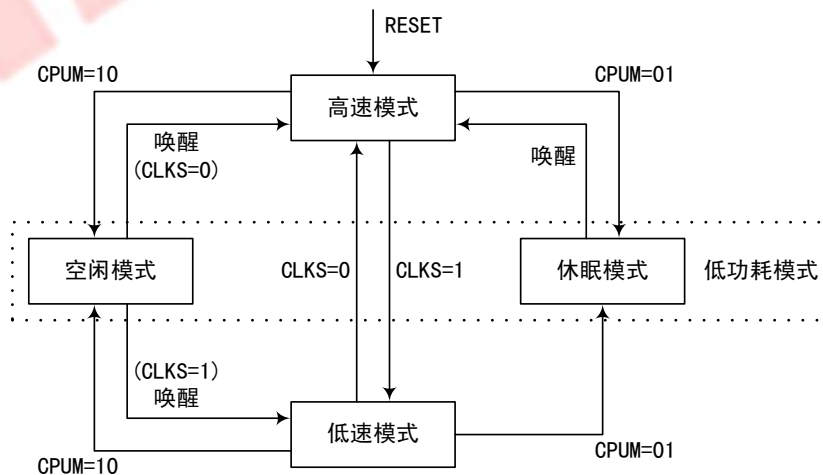 RESET
CPUM=10
CPUM=01
高速模式
唤醒
(CLKS=0)
唤醒
空闲模式
CLKS=0
CLKS=1
休眠模式
低功耗模式
(CLKS=1)
唤醒
低速模式
CPUM=10
CPUM=01